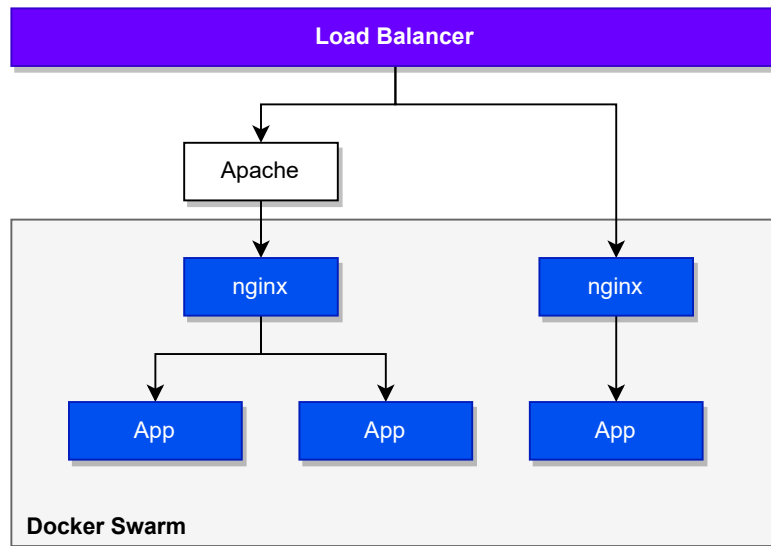 Load Balancer
Apache
nginx
nginx
App
App
App
Docker Swarm